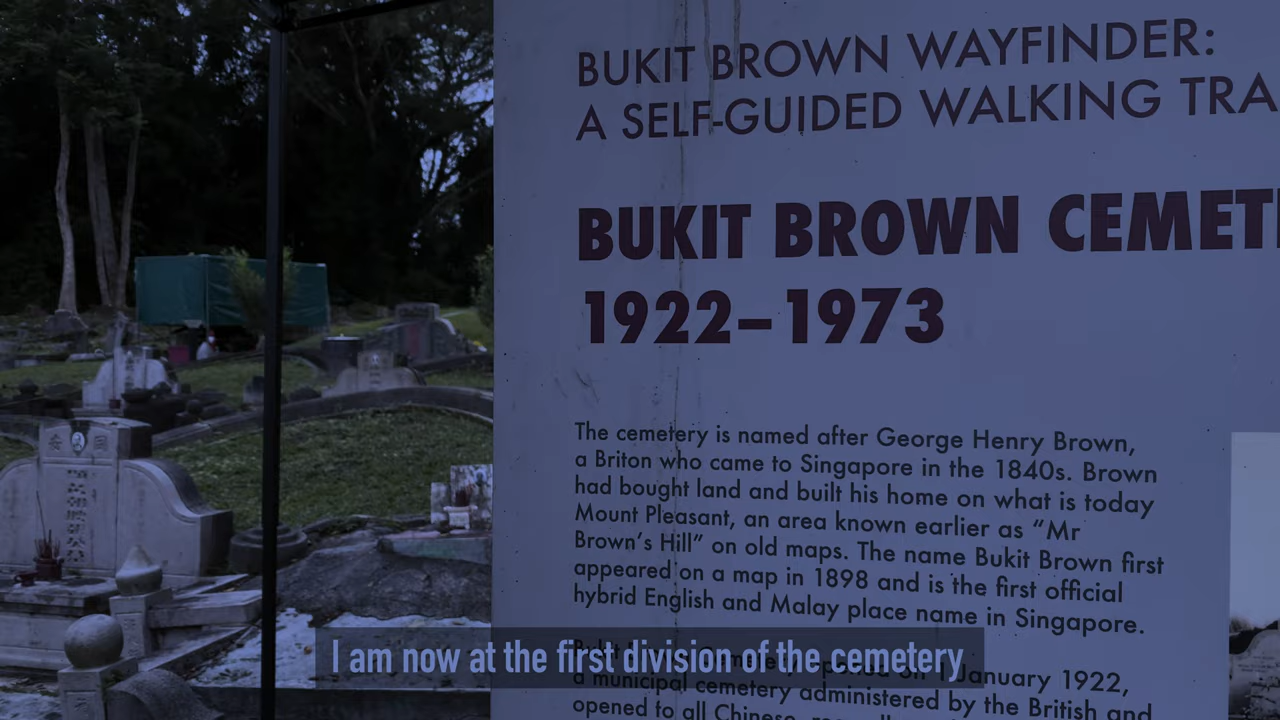 BUKIT BROWN WAYFINDER:
A SELF-GUIDED WALKING TRA
BUKIT BROWN CEMET
1922–1973
The cemetery is named after George Henry Brown,
a Briton who came to Singapore in the 1840s. Brown
had bought land and built his home on what is today
Mount Pleasant, an area known earlier as “Mr
Brown’s Hill” on old maps. The name Bukit Brown first
appeared on a map in 1898 and is the first official
hybrid English and Malay place name in Singapore.
January 1922,
a municipal cemetery administered by the British and
opened to all Chinese,
I am now at the first division of the cemetery